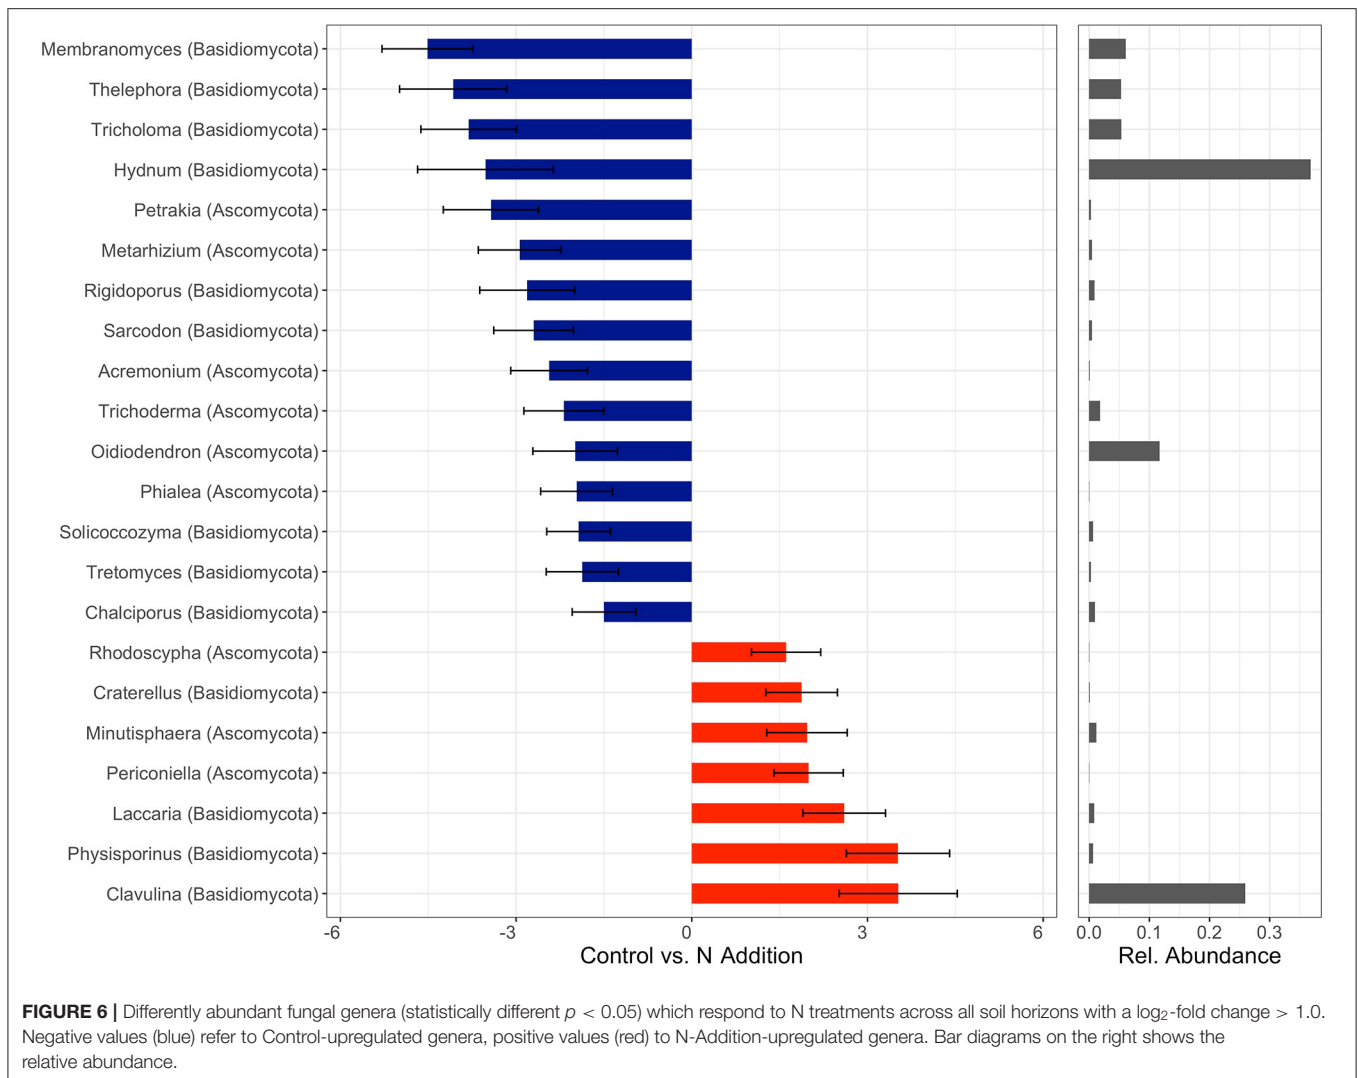 Membranomyces (Basidiomycota)
Thelephora (Basidiomycota)
Tricholoma (Basidiomycota)
Hydnum (Basidiomycota)
Petrakia (Ascomycota)
Metarhizium (Ascomycota)
Rigidoporus (Basidiomycota)
Sarcodon (Basidiomycota)
Acremonium (Ascomycota)
Trichoderma (Ascomycota)
Oidiodendron (Ascomycota)
Phialea (Ascomycota)
Solicoccozyma (Basidiomycota)
Tretomyces (Basidiomycota)
Chalciporus (Basidiomycota)
Rhodoscypha (Ascomycota)
Craterellus (Basidiomycota)
Minutisphaera (Ascomycota)
Periconiella (Ascomycota)
Laccaria (Basidiomycota)
Physisporinus (Basidiomycota)
Clavulina (Basidiomycota)
-6 -3 0 3 6
Control vs. N Addition
0.0 0.1 0.2 0.3
Rel. Abundance
FIGURE 6 | Differently abundant fungal genera (statistically different p < 0.05) which respond to N treatments across all soil horizons with a log₂-fold change > 1.0.
Negative values (blue) refer to Control-upregulated genera, positive values (red) to N-Addition-upregulated genera. Bar diagrams on the right shows the
relative abundance.